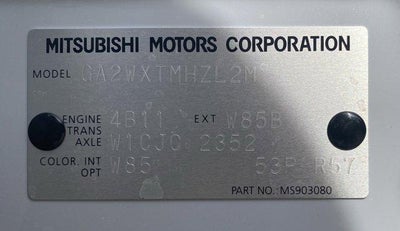 MITSUBISHI MOTORS CORPORATION
MODEL GA2WXTMHZL2M
ENGINE 4B11 EXT W85B
TRANS AXLE W1CJC 2352
COLOR. INT OPT W85 53P R57
PART NO.: MS903080